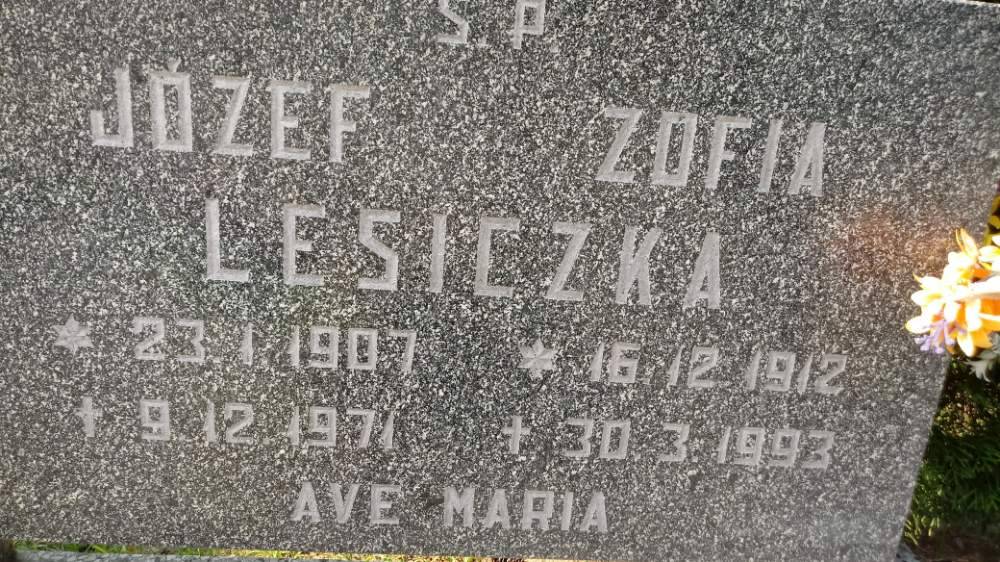 Ś. P.
JÓZEF ZOFIA
LESICZKA
* 23. 1 1907 * 16. 12 1912
† 9. 12 1971 † 30. 3. 1993
AVE MARIA